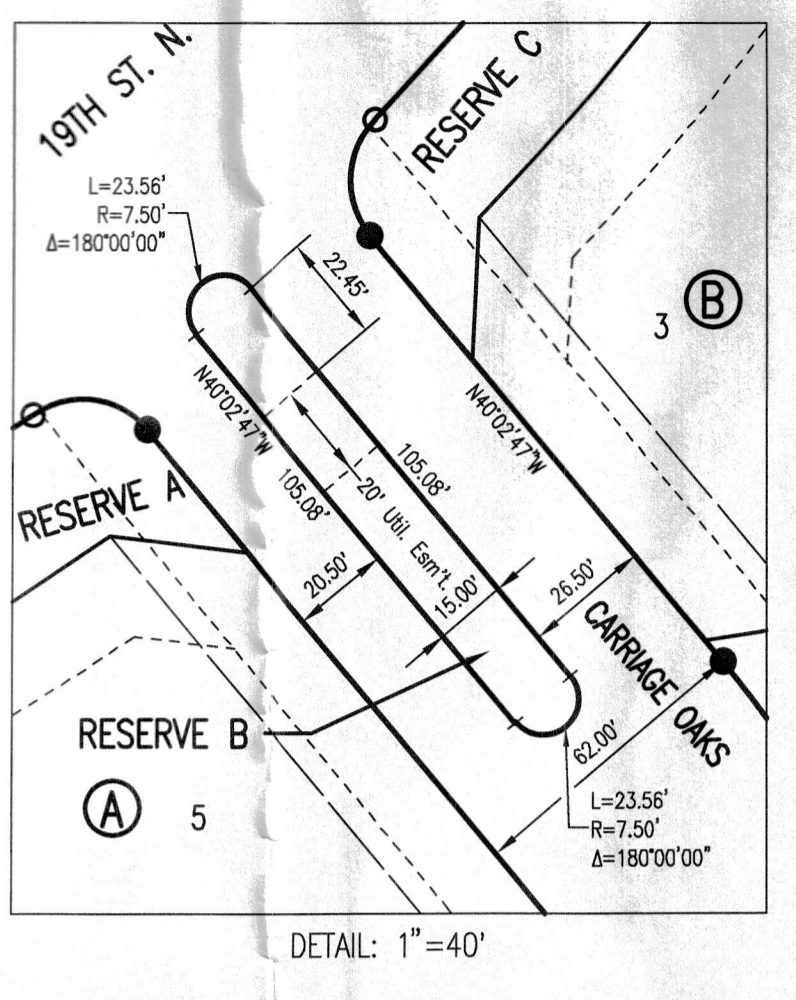 19TH ST. N.
RESERVE C
L=23.56'
R=7.50'
Δ=180°00'00"
22.45'
3
B
N40°02'47"W
N40°02'47"W
105.08'
105.08'
RESERVE A
20' Util. Esm't.
20.50'
15.00'
26.50'
CARRIAGE OAKS
RESERVE B
62.00'
A
5
L=23.56'
R=7.50'
Δ=180°00'00"
DETAIL: 1"=40'